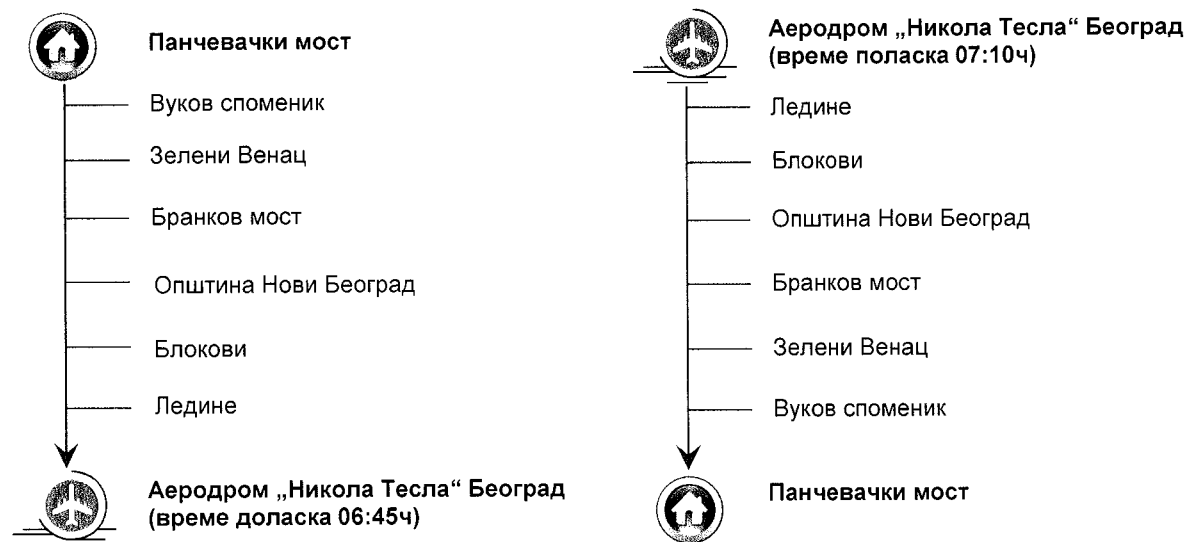 Панчевачки мост
Вуков споменик
Зелени Венац
Бранков мост
Општина Нови Београд
Блокови
Ледине
Аеродром „Никола Тесла“ Београд
(време доласка 06:45ч)
Аеродром „Никола Тесла“ Београд
(време поласка 07:10ч)
Ледине
Блокови
Општина Нови Београд
Бранков мост
Зелени Венац
Вуков споменик
Панчевачки мост